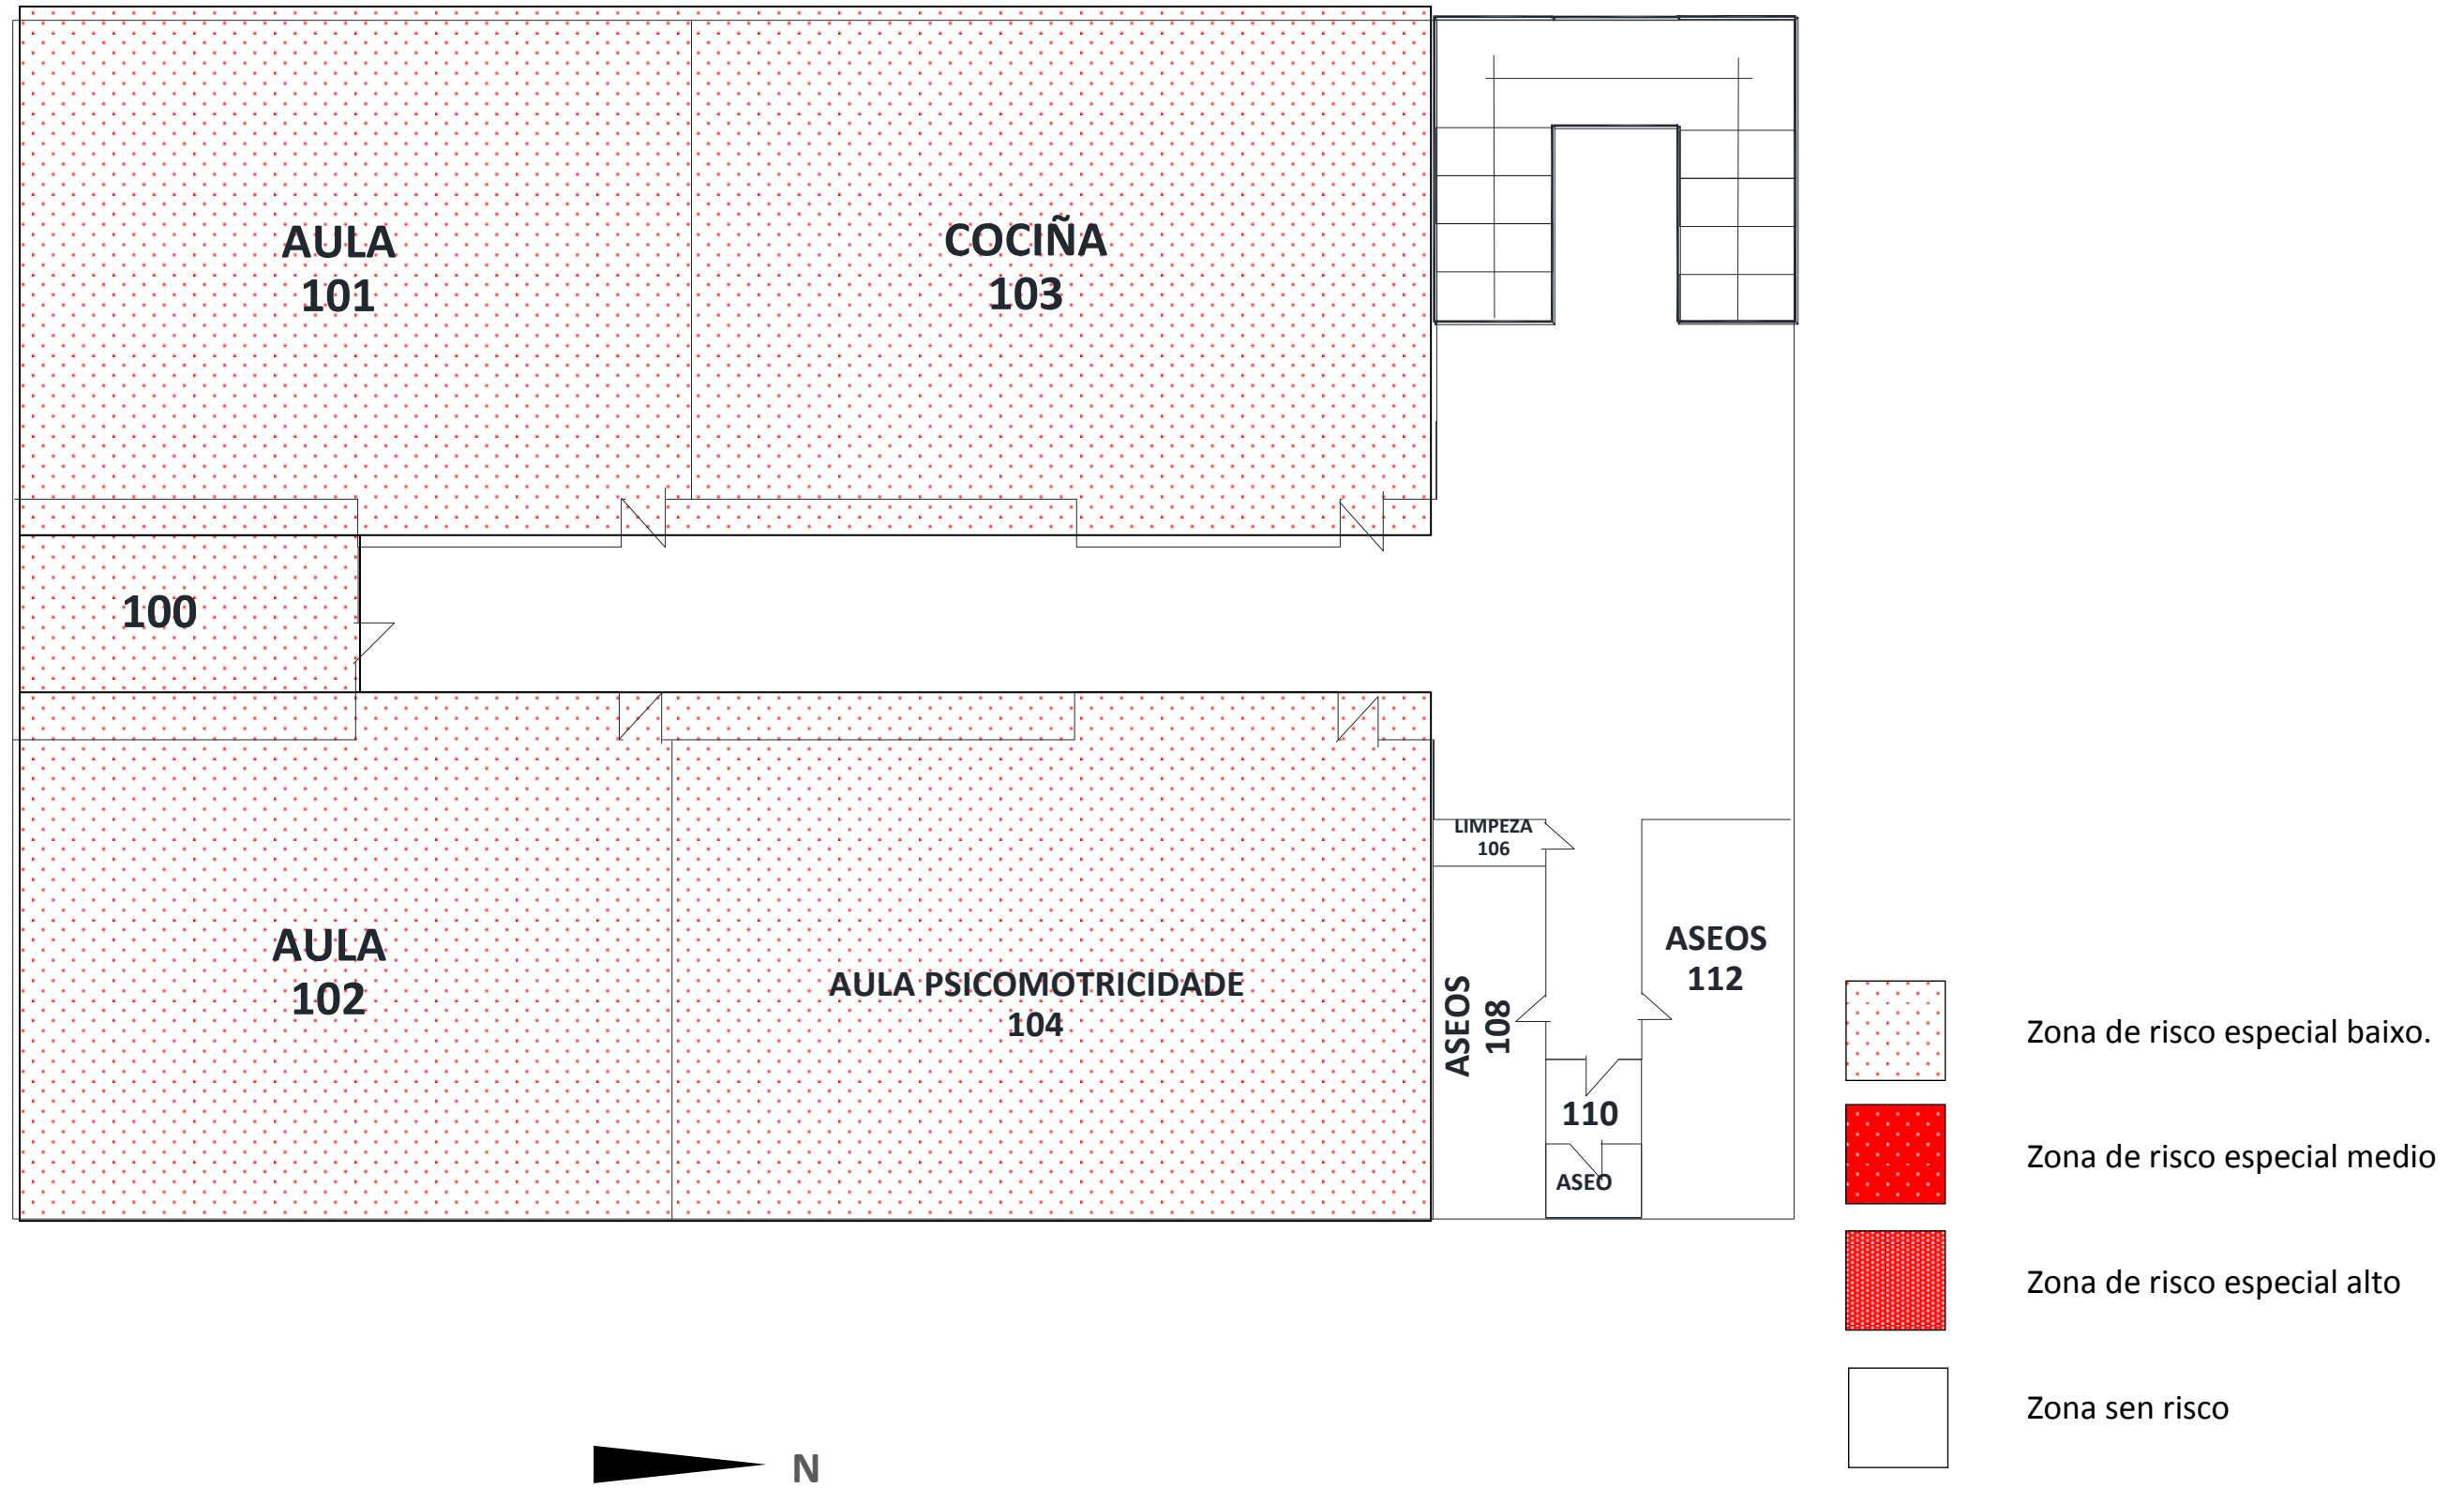 AULA
101
COCIÑA
103
100
AULA
102
AULA PSICOMOTRICIDADE
104
LIMPEZA
106
ASEOS
108
110
ASEO
ASEOS
112
Zona de risco especial baixo.
Zona de risco especial medio
Zona de risco especial alto
Zona sen risco
N